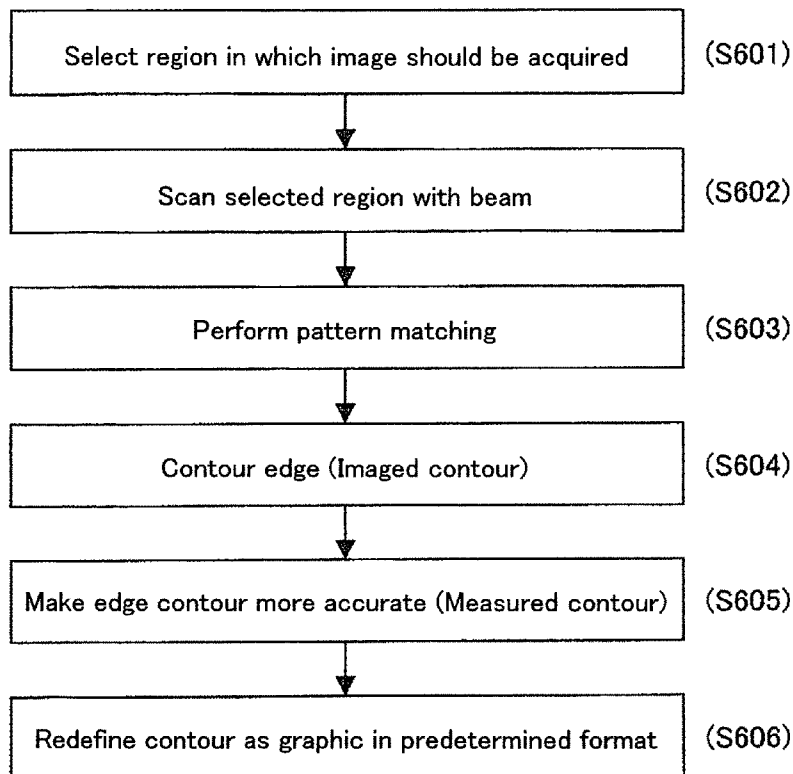 Select region in which image should be acquired (S601)
Scan selected region with beam (S602)
Perform pattern matching (S603)
Contour edge (Imaged contour) (S604)
Make edge contour more accurate (Measured contour) (S605)
Redefine contour as graphic in predetermined format (S606)